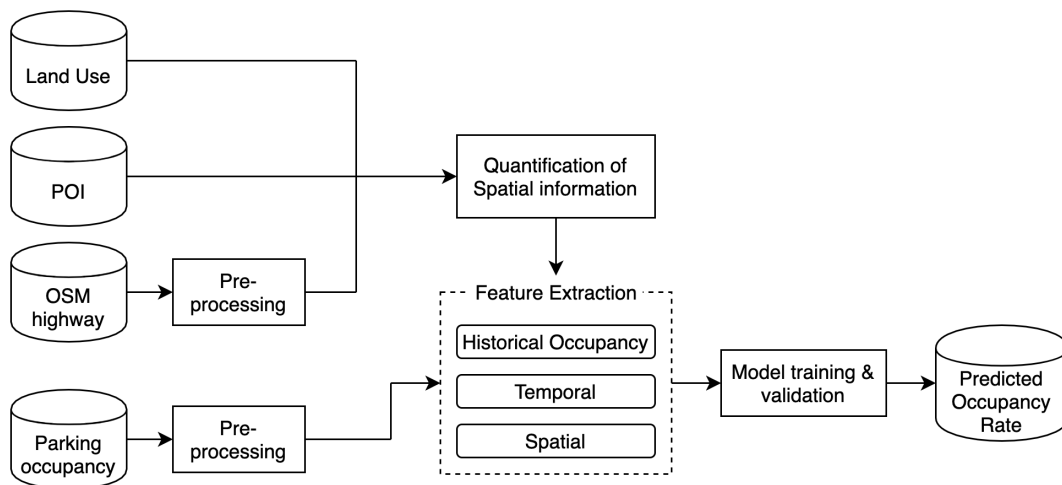 Land Use
POI
OSM
highway
Pre-
processing
Quantification of
Spatial information
Parking
occupancy
Pre-
processing
Feature Extraction
Historical Occupancy
Temporal
Spatial
Model training &
validation
Predicted
Occupancy
Rate